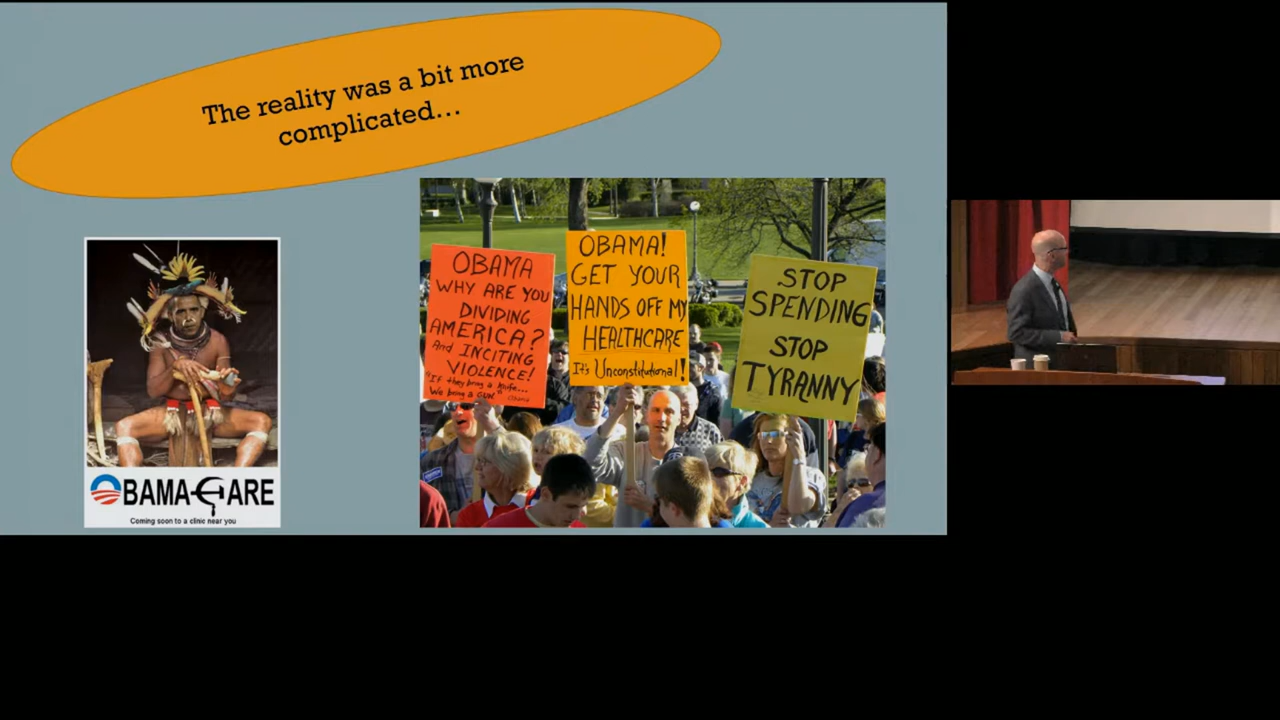 The reality was a bit more
complicated...
OBAMA
WHY ARE YOU
DIVIDING
AMERICA?
And INCITING
VIOLENCE!
"If they bring a knife...
We bring a GUN"
OBAMA!
GET YOUR
HANDS OFF MY
HEALTHCARE
It's Unconstitutional!
STOP
SPENDING
STOP
TYRANNY
OBAMACARE
Coming soon to a clinic near you